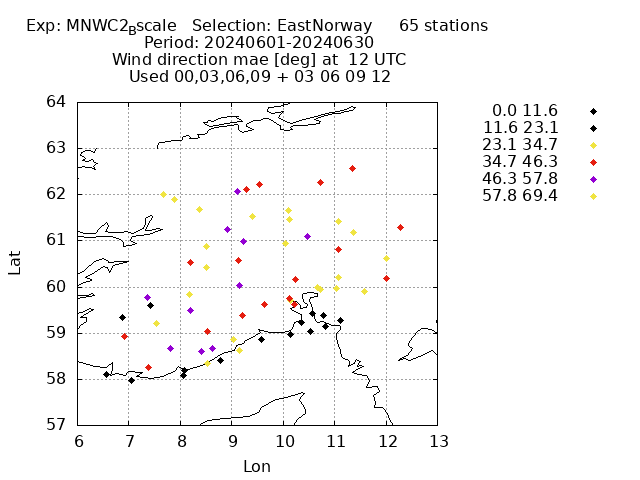 Exp: MNWC2Bscale   Selection: EastNorway     65 stations
Period: 20240601-20240630
Wind direction mae [deg] at  12 UTC
Used 00,03,06,09 + 03 06 09 12
0.0 11.6
11.6 23.1
23.1 34.7
34.7 46.3
46.3 57.8
57.8 69.4
64
63
62
61
60
59
58
57
Lat
6 7 8 9 10 11 12 13
Lon